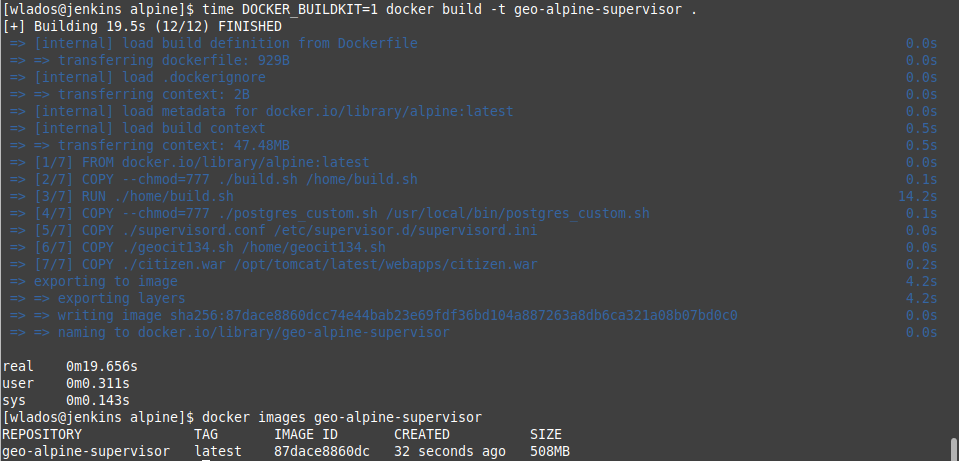 [wlados@jenkins alpine]$ time DOCKER_BUILDKIT=1 docker build -t geo-alpine-supervisor .
[+] Building 19.5s (12/12) FINISHED
=> [internal] load build definition from Dockerfile 0.0s
=> => transferring dockerfile: 929B 0.0s
=> [internal] load .dockerignore 0.0s
=> => transferring context: 2B 0.0s
=> [internal] load metadata for docker.io/library/alpine:latest 0.0s
=> [internal] load build context 0.5s
=> => transferring context: 47.48MB 0.5s
=> [1/7] FROM docker.io/library/alpine:latest 0.0s
=> [2/7] COPY --chmod=777 ./build.sh /home/build.sh 0.1s
=> [3/7] RUN ./home/build.sh 14.2s
=> [4/7] COPY --chmod=777 ./postgres_custom.sh /usr/local/bin/postgres_custom.sh 0.1s
=> [5/7] COPY ./supervisord.conf /etc/supervisor.d/supervisord.ini 0.0s
=> [6/7] COPY ./geocit134.sh /home/geocit134.sh 0.0s
=> [7/7] COPY ./citizen.war /opt/tomcat/latest/webapps/citizen.war 0.2s
=> exporting to image 4.2s
=> => exporting layers 4.2s
=> => writing image sha256:87dace8860dcc74e44bab23e69fdf36bd104a887263a8db6ca321a08b07bd0c0 0.0s
=> => naming to docker.io/library/geo-alpine-supervisor 0.0s
real 0m19.656s
user 0m0.311s
sys 0m0.143s
[wlados@jenkins alpine]$ docker images geo-alpine-supervisor
REPOSITORY TAG IMAGE ID CREATED SIZE
geo-alpine-supervisor latest 87dace8860dc 32 seconds ago 508MB